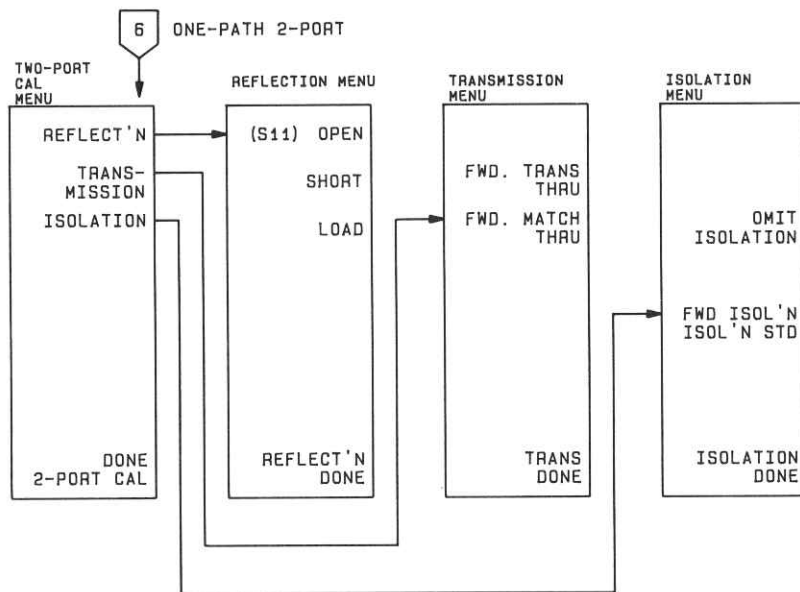 6 ONE-PATH 2-PORT
TWO-PORT
CAL
MENU
REFLECT'N
TRANS-
MISSION
ISOLATION
DONE
2-PORT CAL
REFLECTION MENU
(S11) OPEN
SHORT
LOAD
REFLECT'N
DONE
TRANSMISSION
MENU
FWD. TRANS
THRU
FWD. MATCH
THRU
TRANS
DONE
ISOLATION
MENU
OMIT
ISOLATION
FWD ISOL'N
ISOL'N STD
ISOLATION
DONE